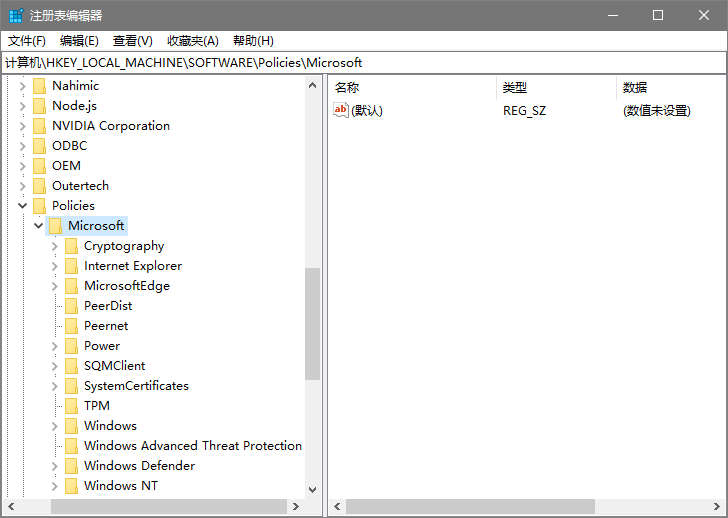 注册表编辑器
文件(F) 编辑(E) 查看(V) 收藏夹(A) 帮助(H)
计算机\HKEY_LOCAL_MACHINE\SOFTWARE\Policies\Microsoft
Nahimic
Node.js
NVIDIA Corporation
ODBC
OEM
Outertech
Policies
Microsoft
Cryptography
Internet Explorer
MicrosoftEdge
PeerDist
Peernet
Power
SQMClient
SystemCertificates
TPM
Windows
Windows Advanced Threat Protection
Windows Defender
Windows NT
名称 类型 数据
ab (默认) REG_SZ (数值未设置)